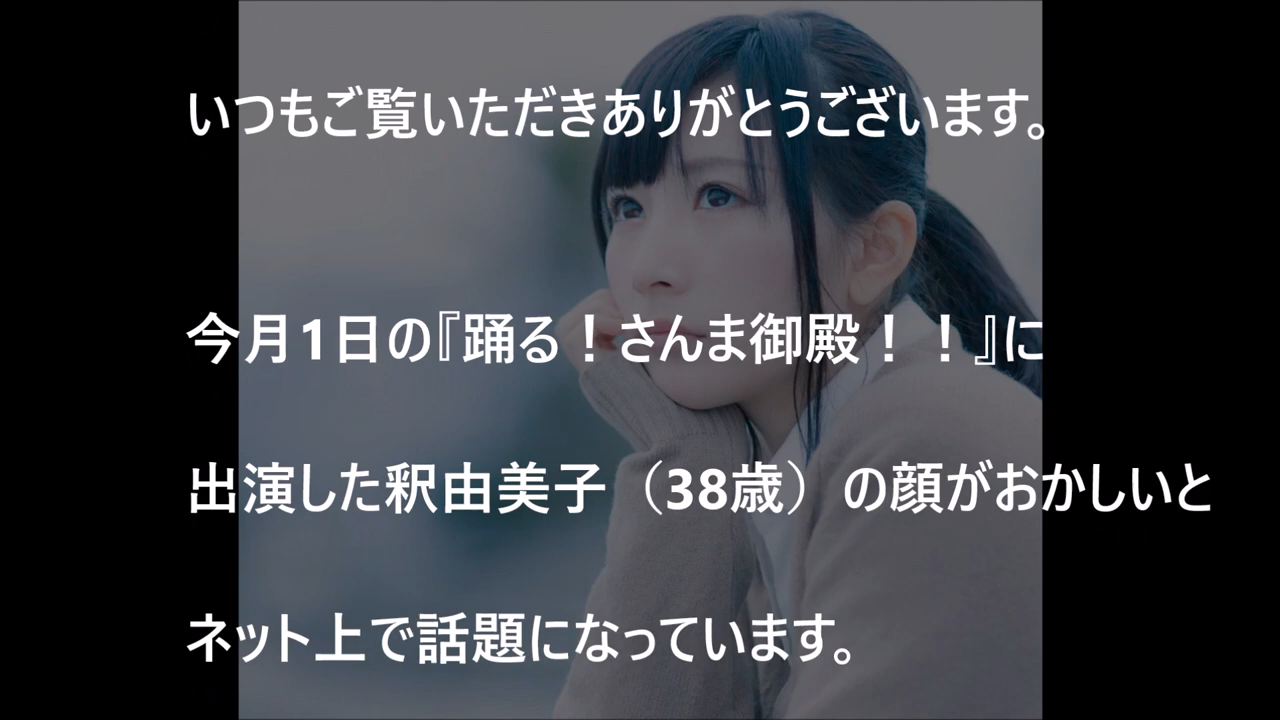 いつもご覧いただきありがとうございます。
今月1日の『踊る！さんま御殿！！』に
出演した釈由美子（38歳）の顔がおかしいと
ネット上で話題になっています。